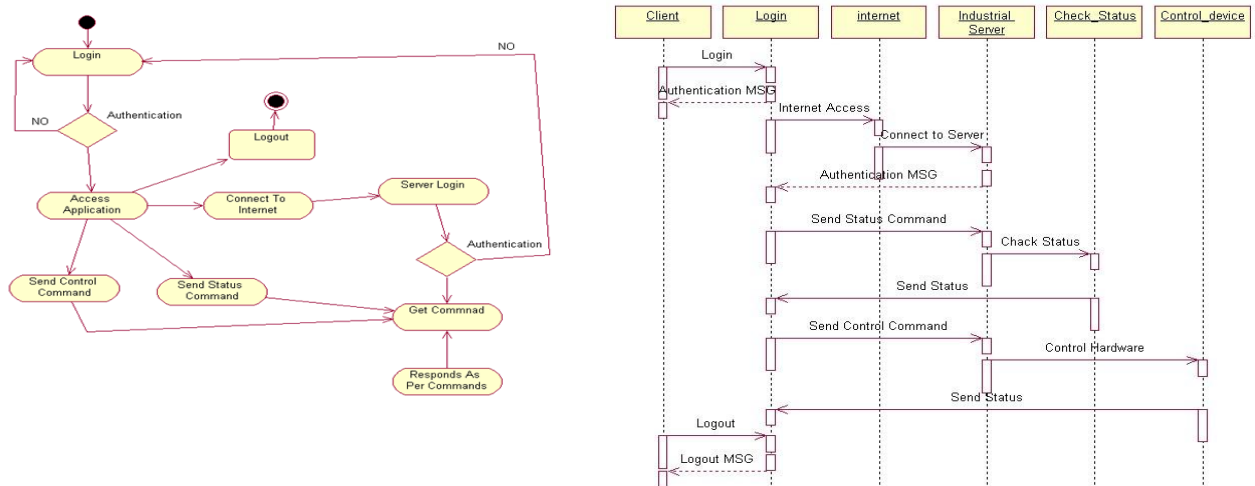 NO
Login
Authentication
NO
Logout
Access
Application
Connect To
Internet
Server Login
Authentication
Send Control
Command
Send Status
Command
Get Commnad
Responds As
Per Commands
Client
Login
internet
Industrial
Server
Check_Status
Control_device
Login
Authentication MSG
Internet Access
Connect to Server
Authentication MSG
Send Status Command
Chack Status
Send Status
Send Control Command
Control Hardware
Send Status
Logout
Logout MSG